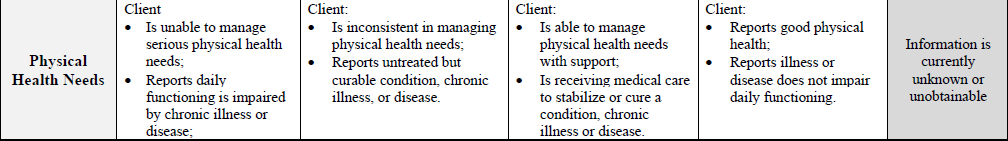 Physical
Health Needs
Client
• Is unable to manage
serious physical health
needs;
• Reports daily
functioning is impaired
by chronic illness or
disease;
Client:
• Is inconsistent in managing
physical health needs;
• Reports untreated but
curable condition, chronic
illness, or disease.
Client:
• Is able to manage
physical health needs
with support;
• Is receiving medical care
to stabilize or cure a
condition, chronic
illness or disease.
Client:
• Reports good physical
health;
• Reports illness or
disease does not impair
daily functioning.
Information is
currently
unknown or
unobtainable